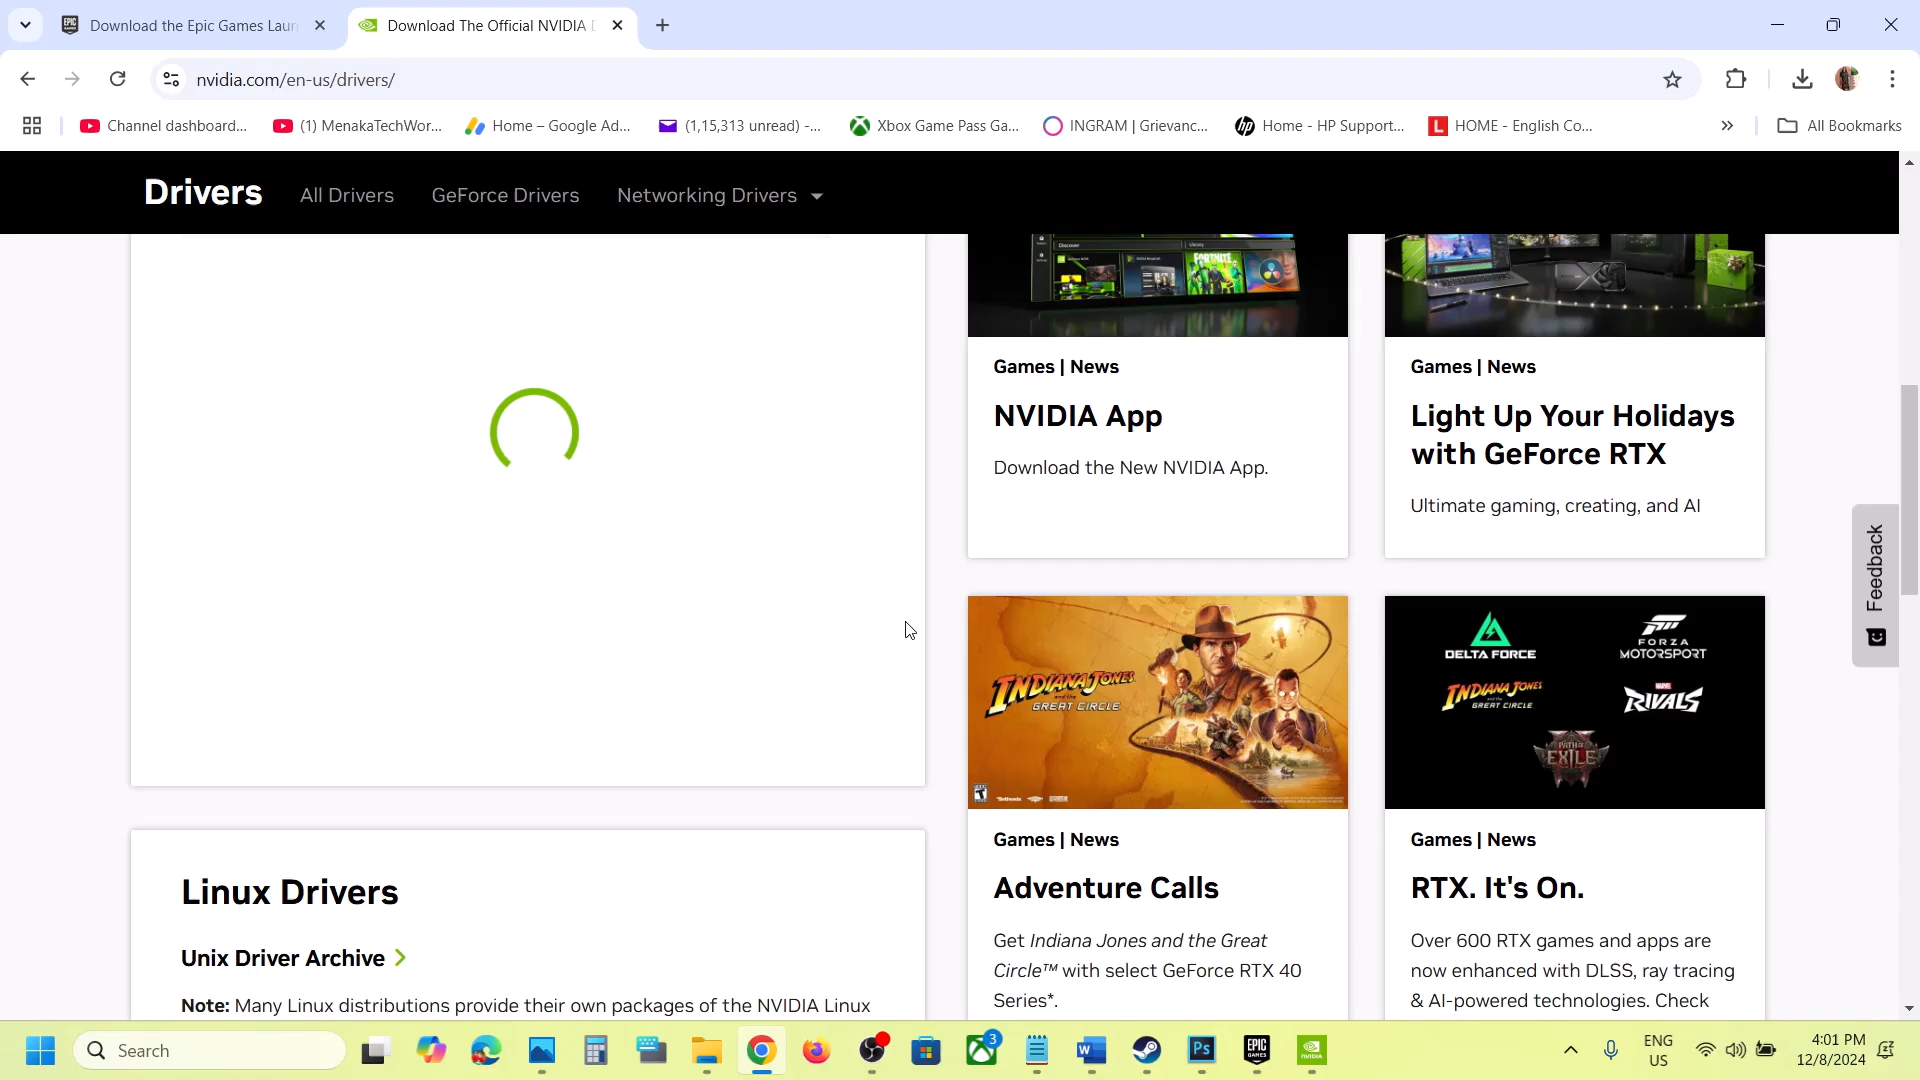 Download the Epic Games Laun
Download The Official NVIDIA D
nvidia.com/en-us/drivers/
Channel dashboard...
(1) MenakaTechWor...
Home – Google Ad...
(1,15,313 unread) -...
Xbox Game Pass Ga...
INGRAM | Grievanc...
Home - HP Support...
HOME - English Co...
All Bookmarks
Drivers
All Drivers
GeForce Drivers
Networking Drivers
Games | News
NVIDIA App
Download the New NVIDIA App.
Games | News
Light Up Your Holidays
with GeForce RTX
Ultimate gaming, creating, and AI
Feedback
INDIANA JONES
and the
GREAT CIRCLE
DELTA FORCE
FORZA
MOTORSPORT
INDIANA JONES
and the
GREAT CIRCLE
MARVEL
RIVALS
PATH OF
EXILE
Linux Drivers
Unix Driver Archive
Note: Many Linux distributions provide their own packages of the NVIDIA Linux
Games | News
Adventure Calls
Get Indiana Jones and the Great
Circle™ with select GeForce RTX 40
Series*.
Games | News
RTX. It's On.
Over 600 RTX games and apps are
now enhanced with DLSS, ray tracing
& AI-powered technologies. Check
Search
3
ENG
US
4:01 PM
12/8/2024